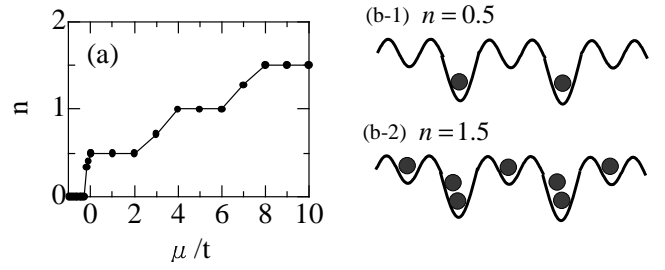 (a)
2
1
0
n
0 2 4 6 8 10
μ/t
(b-1) n = 0.5
(b-2) n = 1.5